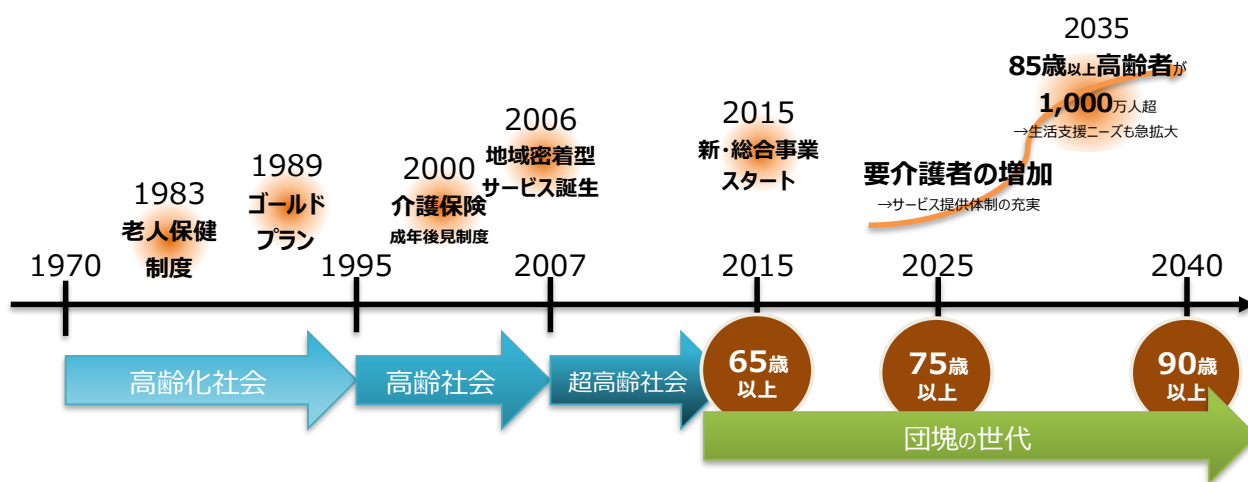 2035
85歳以上高齢者が
1,000万人超
→生活支援ニーズも急拡大
2006
地域密着型
サービス誕生
2015
新・総合事業
スタート
1989
ゴールド
プラン
2000
介護保険
成年後見制度
要介護者の増加
→サービス提供体制の充実
1983
老人保健
制度
1970
1995
2007
2015
2025
2040
高齢化社会
高齢社会
超高齢社会
65歳
以上
75歳
以上
90歳
以上
団塊の世代